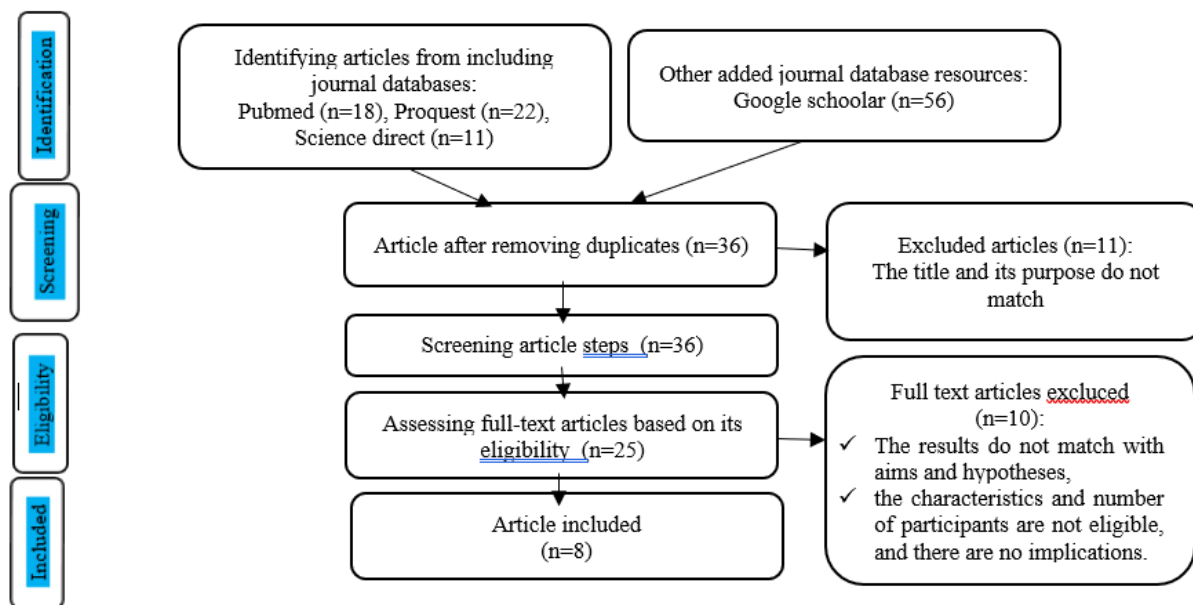 Identification
Identifying articles from including
journal databases:
Pubmed (n=18), Proquest (n=22),
Science direct (n=11)
Other added journal database resources:
Google schoolar (n=56)
Screening
Article after removing duplicates (n=36)
Excluded articles (n=11):
The title and its purpose do not
match
Screening article steps (n=36)
Eligibility
Assessing full-text articles based on its
eligibility (n=25)
Full text articles excluced
(n=10):
✓ The results do not match with
aims and hypotheses,
✓ the characteristics and number
of participants are not eligible,
and there are no implications.
Included
Article included
(n=8)